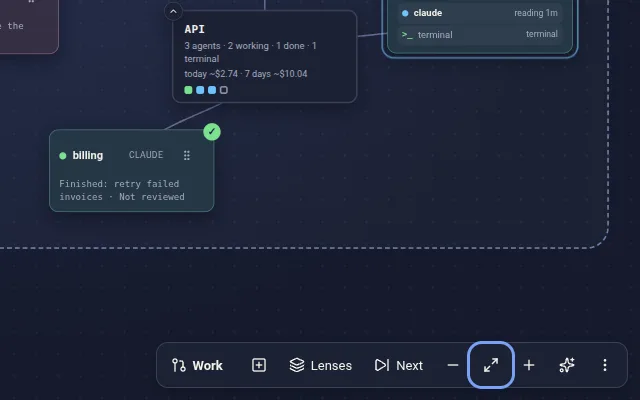 e the
API
3 agents · 2 working · 1 done · 1
terminal
today ~$2.74 · 7 days ~$10.04
claude reading 1m
>_ terminal terminal
billing CLAUDE
Finished: retry failed
invoices · Not reviewed
Work Lenses Next